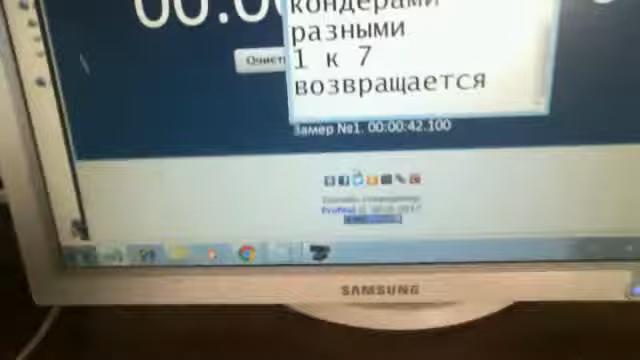 00:0
кондерами
разными
1 к 7
возвращается
Очист
Замер №1. 00:00:42.100
SAMSUNG